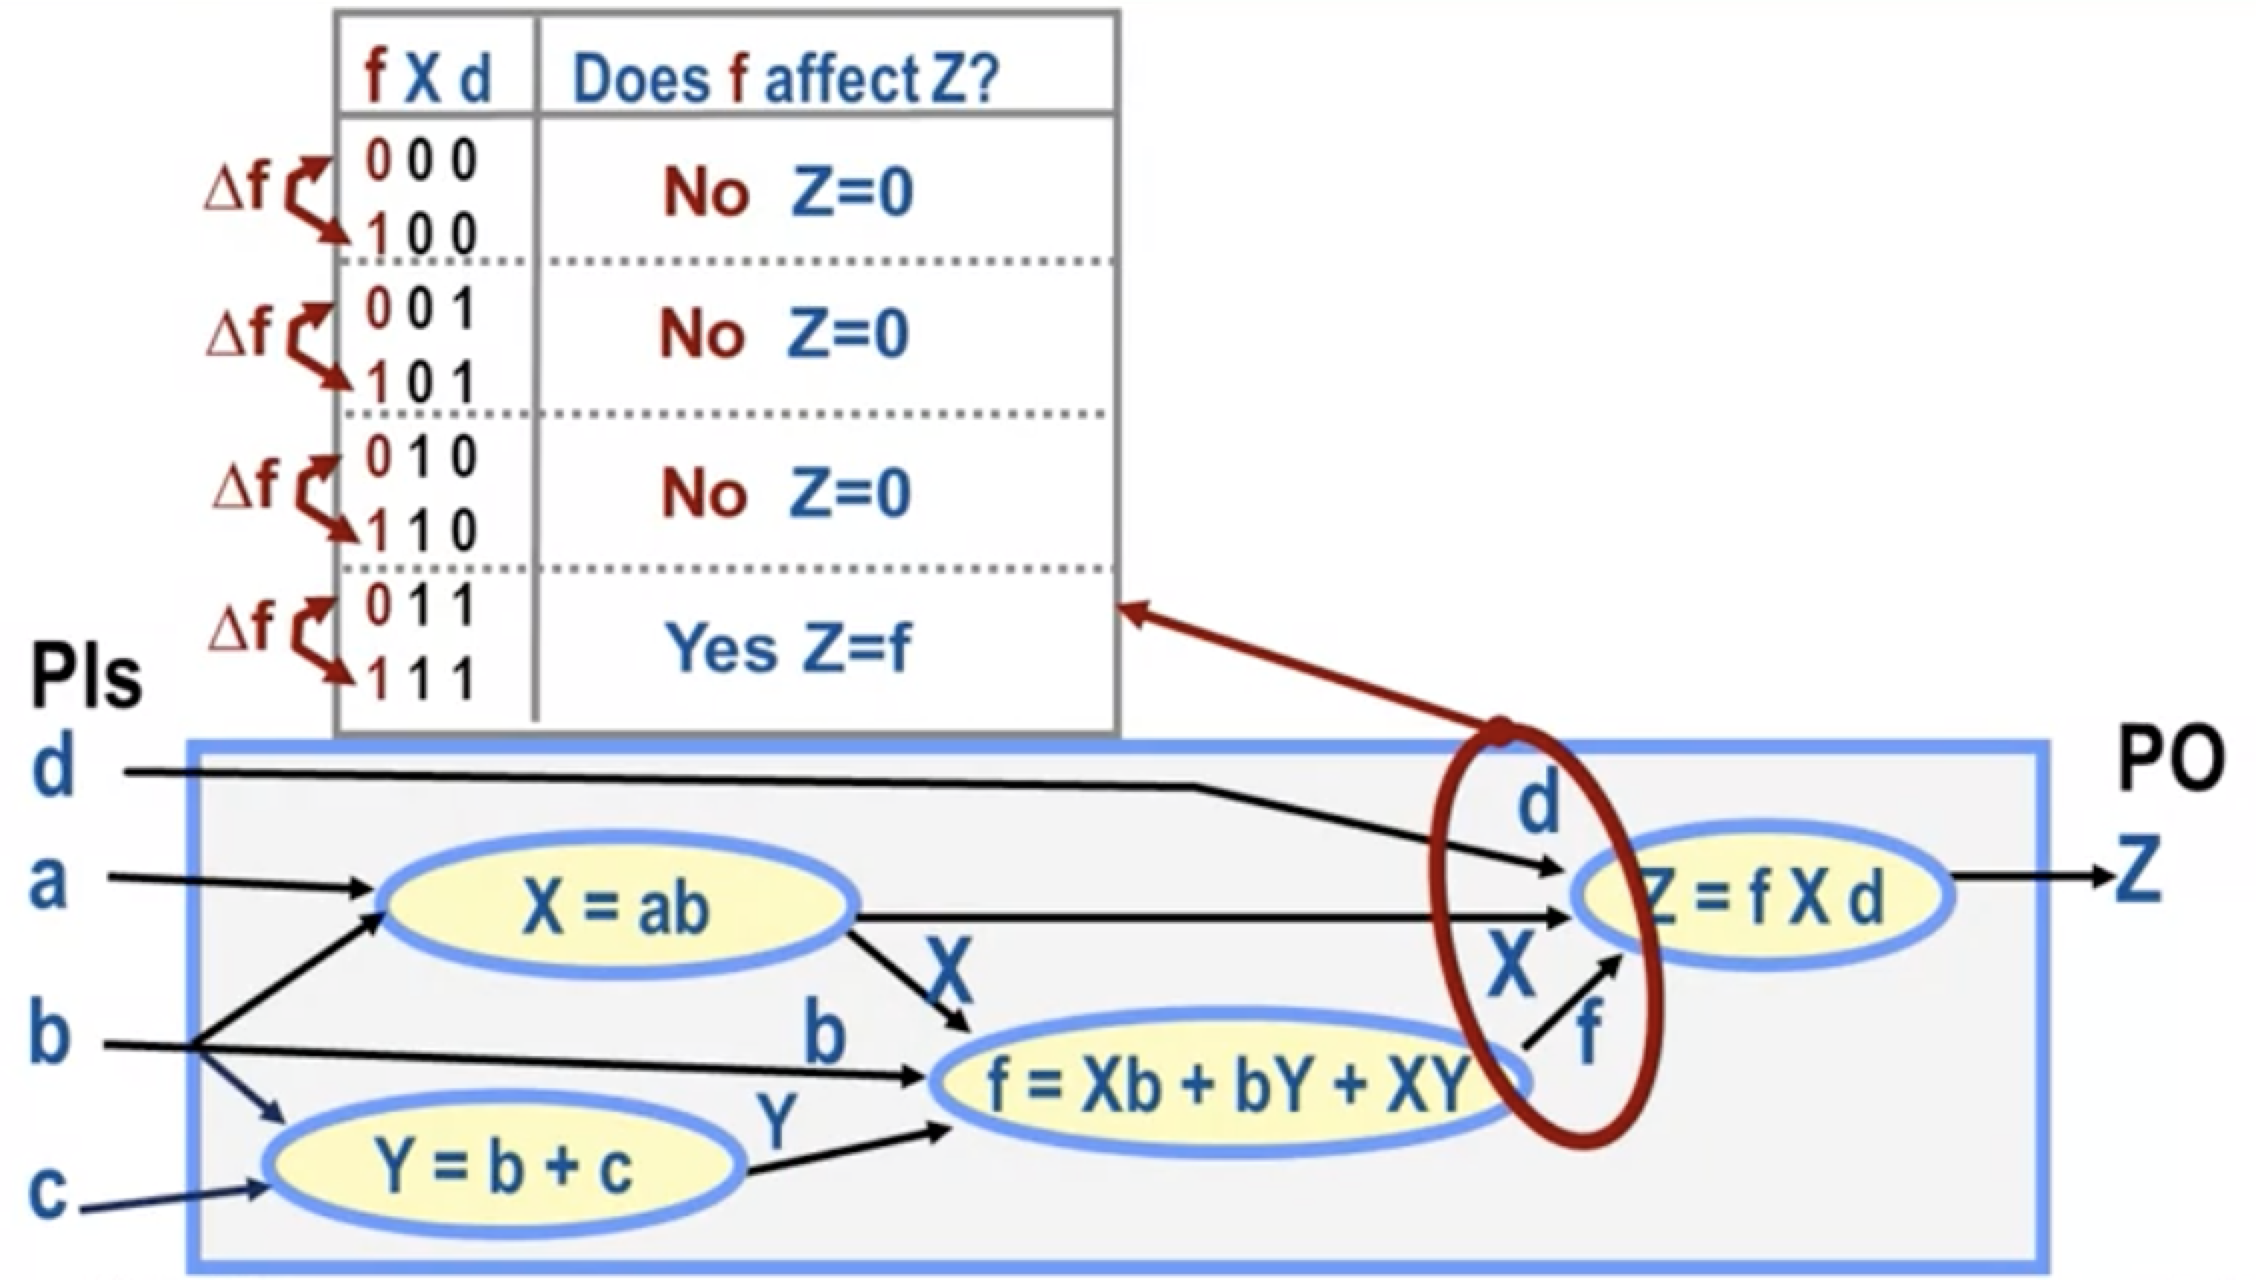 f X d Does f affect Z?
0 0 0
Δf No Z=0
1 0 0
0 0 1
Δf No Z=0
1 0 1
0 1 0
Δf No Z=0
1 1 0
0 1 1
Δf Yes Z=f
1 1 1
PIs
PO
d
d
a
X = ab
Z = f X d
Z
X
X
b
b
f
f = Xb + bY + XY
Y
c
Y = b + c